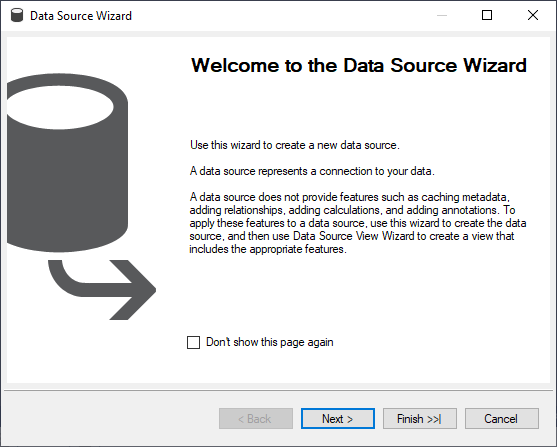 Data Source Wizard
Welcome to the Data Source Wizard
Use this wizard to create a new data source.
A data source represents a connection to your data.
A data source does not provide features such as caching metadata,
adding relationships, adding calculations, and adding annotations. To
apply these features to a data source, use this wizard to create the data
source, and then use Data Source View Wizard to create a view that
includes the appropriate features.
Don't show this page again
< Back Next > Finish >>| Cancel